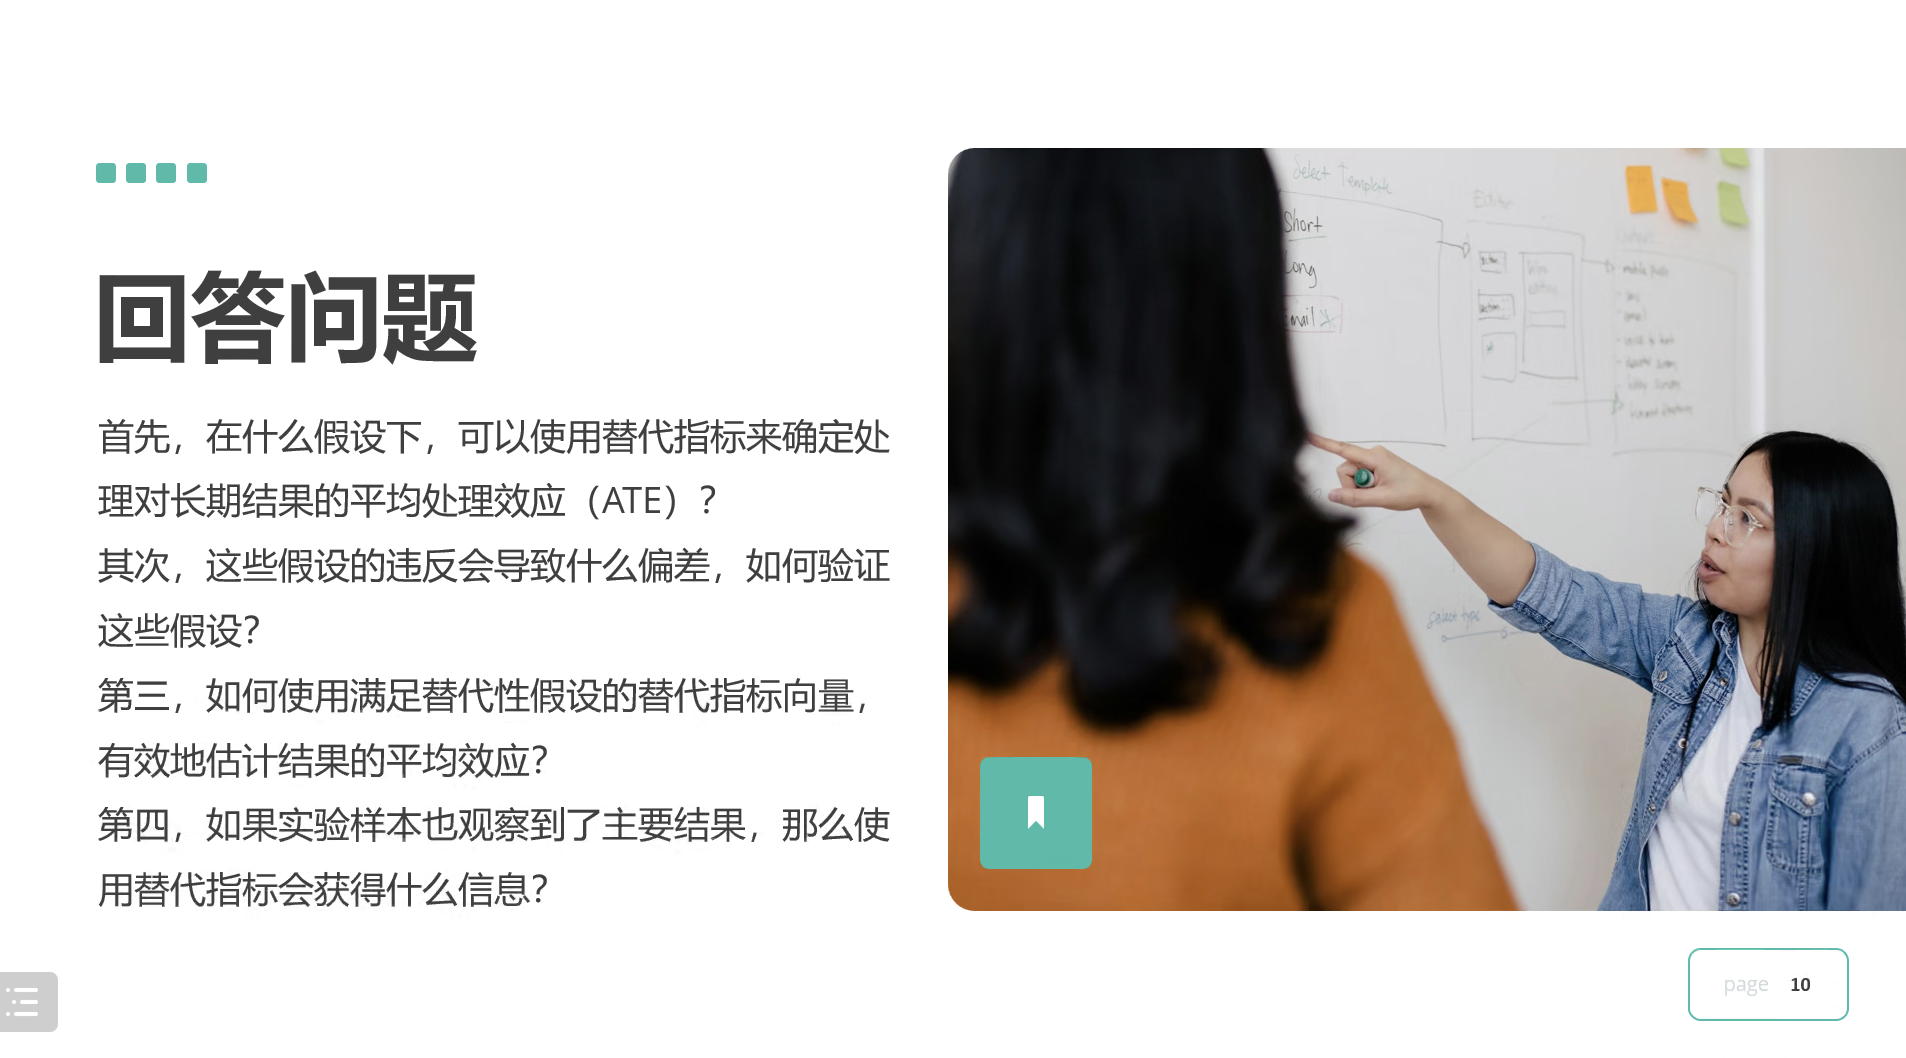 回答问题
首先，在什么假设下，可以使用替代指标来确定处
理对长期结果的平均处理效应（ATE）？
其次，这些假设的违反会导致什么偏差，如何验证
这些假设？
第三，如何使用满足替代性假设的替代指标向量，
有效地估计结果的平均效应？
第四，如果实验样本也观察到了主要结果，那么使
用替代指标会获得什么信息？
Select Template
Short
Long
Editor
select type
page 10